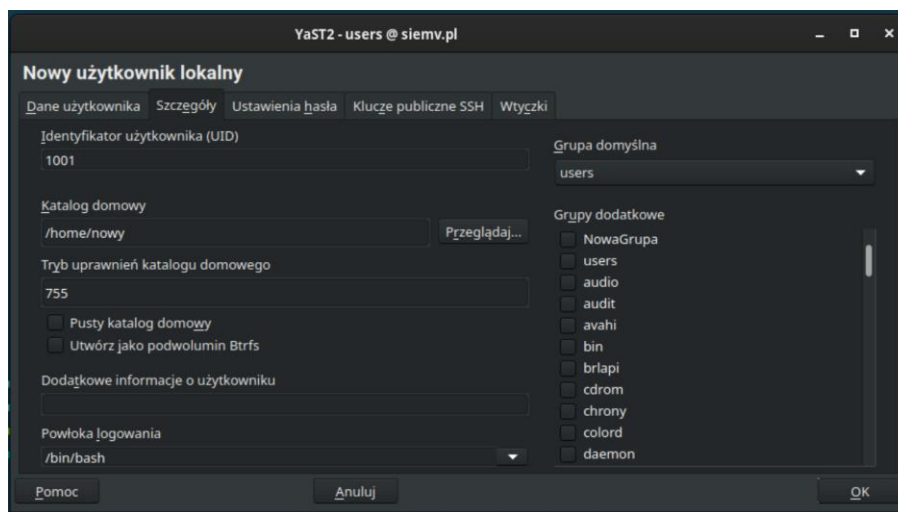 YaST2 - users @ siemv.pl
Nowy użytkownik lokalny
Dane użytkownika Szczegóły Ustawienia hasła Klucze publiczne SSH Wtyczki
Identyfikator użytkownika (UID)
1001
Katalog domowy
/home/nowy Przeglądaj...
Tryb uprawnień katalogu domowego
755
Pusty katalog domowy
Utwórz jako podwolumin Btrfs
Dodatkowe informacje o użytkowniku
Powłoka logowania
/bin/bash
Grupa domyślna
users
Grupy dodatkowe
NowaGrupa
users
audio
audit
avahi
bin
brlapi
cdrom
chrony
colord
daemon
Pomoc Anuluj OK